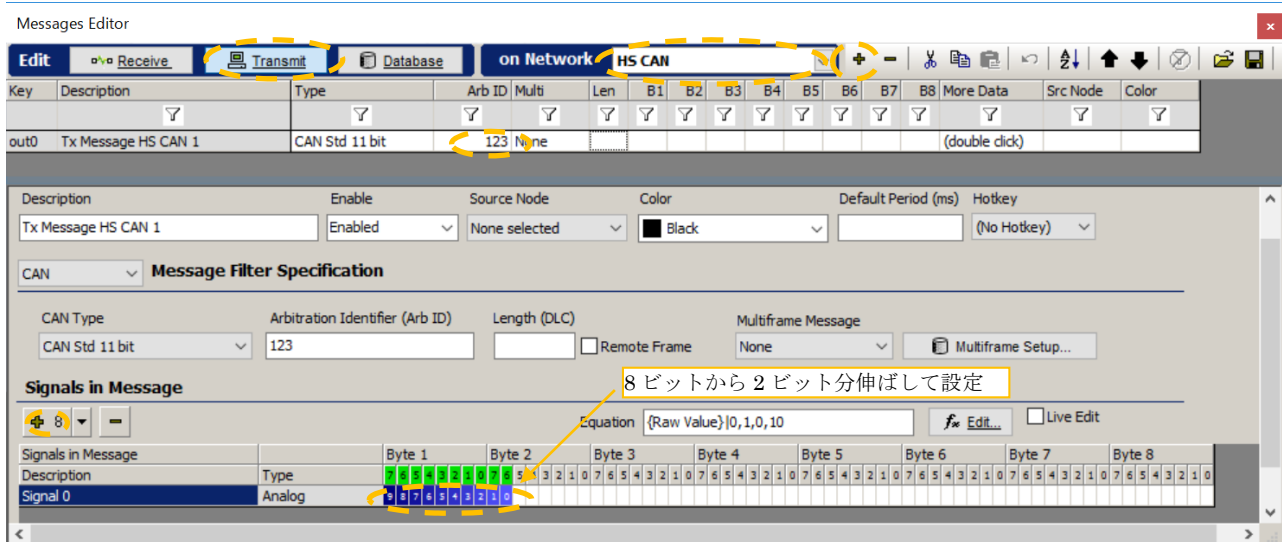 Messages Editor
Edit Receive Transmit Database on Network HS CAN
Key Description Type Arb ID Multi Len B1 B2 B3 B4 B5 B6 B7 B8 More Data Src Node Color
out0 Tx Message HS CAN 1 CAN Std 11 bit 123 None (double click)
Description Enable Source Node Color Default Period (ms) Hotkey
Tx Message HS CAN 1 Enabled None selected Black (No Hotkey)
CAN Message Filter Specification
CAN Type Arbitration Identifier (Arb ID) Length (DLC) Multiframe Message
CAN Std 11 bit 123 Remote Frame None Multiframe Setup...
Signals in Message
8 ビットから 2 ビット分伸ばして設定
8 Equation {Raw Value}|0,1,0,10 fx Edit... Live Edit
Signals in Message Byte 1 Byte 2 Byte 3 Byte 4 Byte 5 Byte 6 Byte 7 Byte 8
Description Type 7 6 5 4 3 2 1 0 7 6 5 4 3 2 1 0 7 6 5 4 3 2 1 0 7 6 5 4 3 2 1 0 7 6 5 4 3 2 1 0 7 6 5 4 3 2 1 0 7 6 5 4 3 2 1 0 7 6 5 4 3 2 1 0
Signal 0 Analog 9 8 7 6 5 4 3 2 1 0